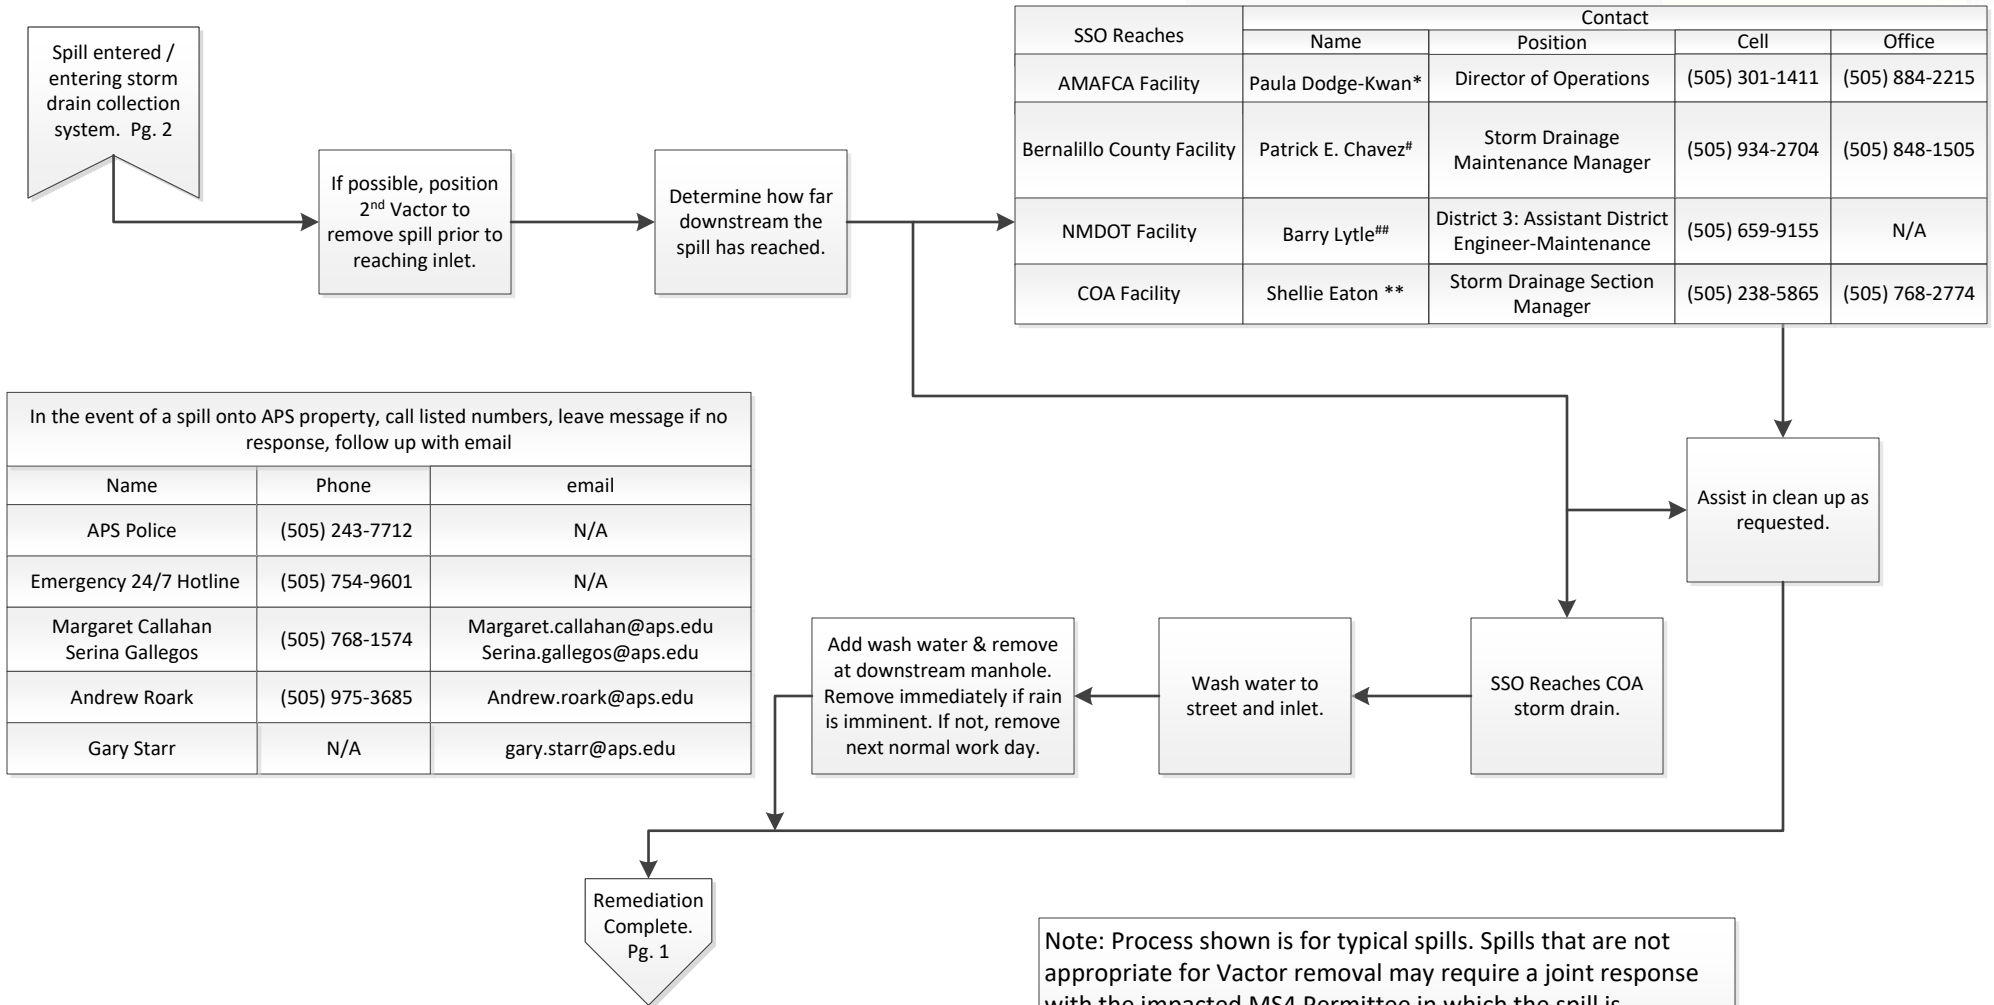 Spill entered /
entering storm
drain collection
system. Pg. 2
If possible, position
2nd Vactor to
remove spill prior to
reaching inlet.
Determine how far
downstream the
spill has reached.
SSO Reaches
Contact
Name
Position
Cell
Office
AMAFCA Facility
Paula Dodge-Kwan*
Director of Operations
(505) 301-1411
(505) 884-2215
Bernalillo County Facility
Patrick E. Chavez#
Storm Drainage
Maintenance Manager
(505) 934-2704
(505) 848-1505
NMDOT Facility
Barry Lytle##
District 3: Assistant District
Engineer-Maintenance
(505) 659-9155
N/A
COA Facility
Shellie Eaton **
Storm Drainage Section
Manager
(505) 238-5865
(505) 768-2774
In the event of a spill onto APS property, call listed numbers, leave message if no
response, follow up with email
Name
Phone
email
APS Police
(505) 243-7712
N/A
Emergency 24/7 Hotline
(505) 754-9601
N/A
Margaret Callahan
Serina Gallegos
(505) 768-1574
Margaret.callahan@aps.edu
Serina.gallegos@aps.edu
Andrew Roark
(505) 975-3685
Andrew.roark@aps.edu
Gary Starr
N/A
gary.starr@aps.edu
Assist in clean up as
requested.
SSO Reaches COA
storm drain.
Wash water to
street and inlet.
Add wash water & remove
at downstream manhole.
Remove immediately if rain
is imminent. If not, remove
next normal work day.
Remediation
Complete.
Pg. 1
Note: Process shown is for typical spills. Spills that are not
appropriate for Vactor removal may require a joint response
with the impacted MS4 Permittee in which the spill is